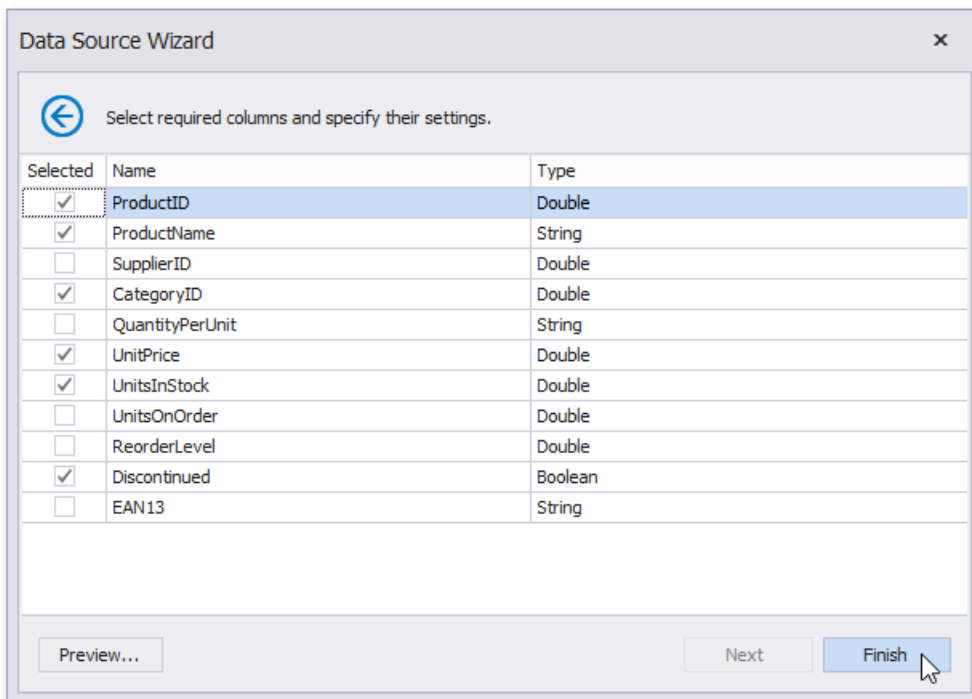 Data Source Wizard
Select required columns and specify their settings.
Selected Name Type
ProductID Double
ProductName String
SupplierID Double
CategoryID Double
QuantityPerUnit String
UnitPrice Double
UnitsInStock Double
UnitsOnOrder Double
ReorderLevel Double
Discontinued Boolean
EAN13 String
Preview... Next Finish